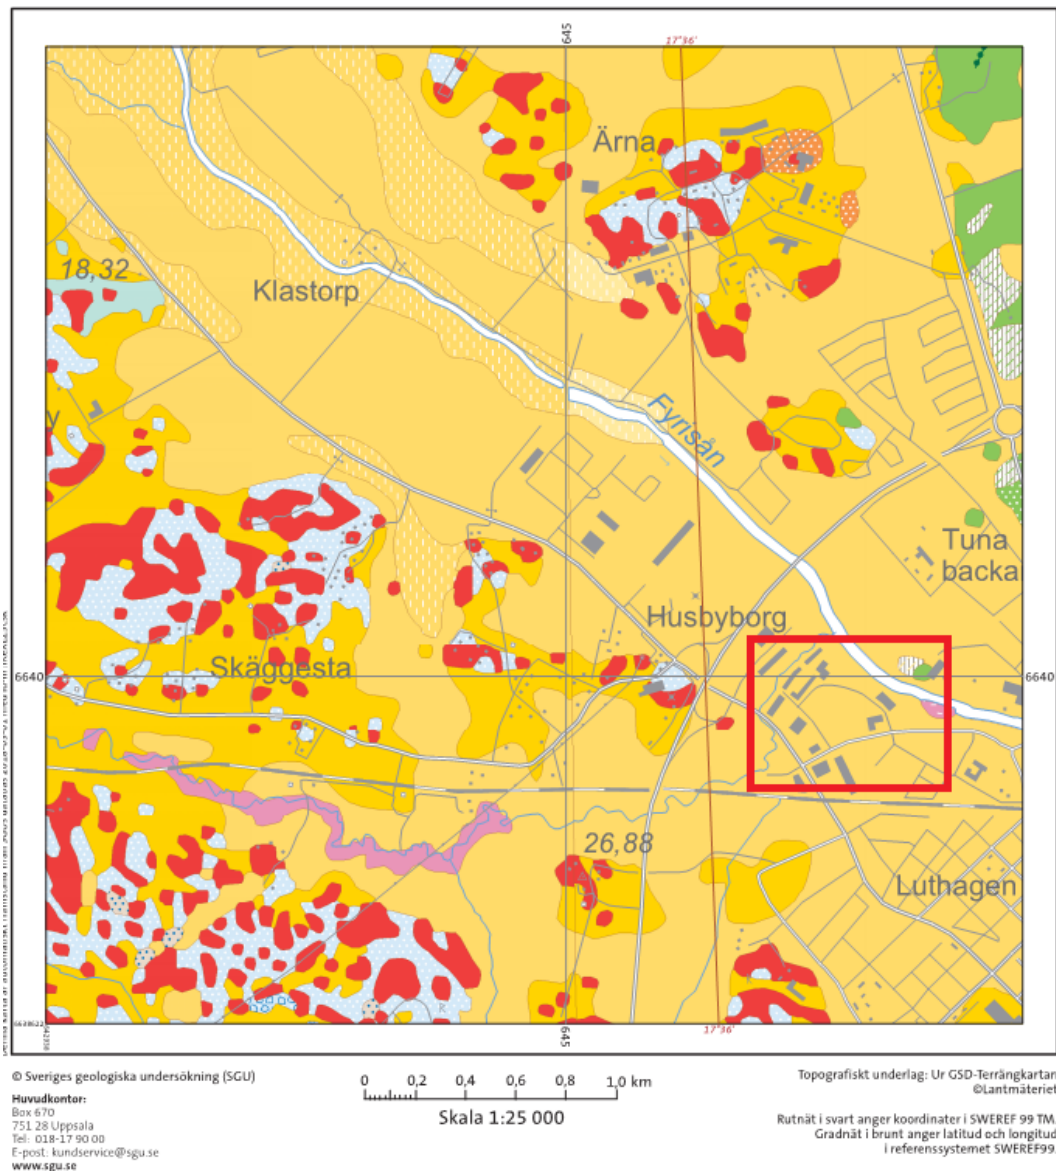 645
17°36'
Ärna
18,32
Klastorp
y
Fyrisån
Tuna
backa
Husbyborg
6640
Skäggesta
6640
26,88
Luthagen
645
17°36'
© Sveriges geologiska undersökning (SGU)
Huvudkontor:
Box 670
751 28 Uppsala
Tel: 018-17 90 00
E-post: kundservice@sgu.se
www.sgu.se
0 0,2 0,4 0,6 0,8 1,0 km
Skala 1:25 000
Topografiskt underlag: Ur GSD-Terrängkartan
©Lantmäteriet
Rutnät i svart anger koordinater i SWEREF 99 TM.
Gradnät i brunt anger latitud och longitud
i referenssystemet SWEREF99.